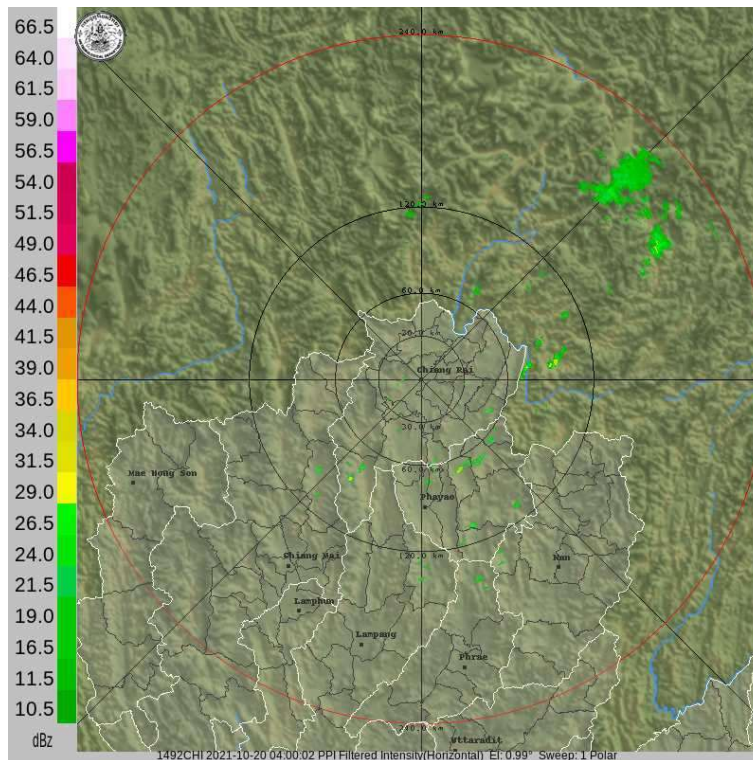 66.5
64.0
61.5
59.0
56.5
54.0
51.5
49.0
46.5
44.0
41.5
39.0
36.5
34.0
31.5
29.0
26.5
24.0
21.5
19.0
16.5
11.5
10.5
dBz
240.0 km
120.0 km
60.0 km
30.0 km
Chiang Rai
30.0 km
60.0 km
Mae Hong Son
Phayao
120.0 km
Chiang Mai
Nan
Lamphun
Lampang
Phrae
240.0 km
Uttaradit
1492CHI 2021-10-20 04:00:02 PPI Filtered Intensity(Horizontal) El: 0.99° Sweep: 1 Polar